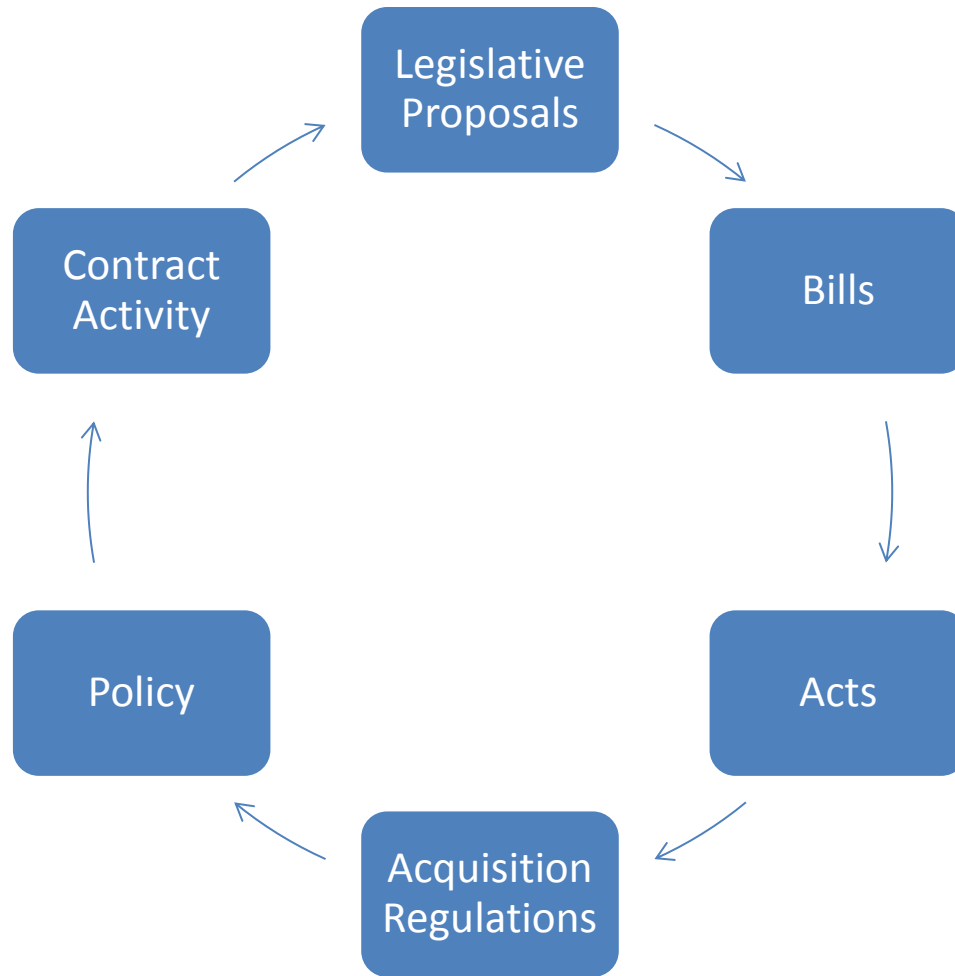 Legislative
Proposals
Bills
Acts
Acquisition
Regulations
Policy
Contract
Activity